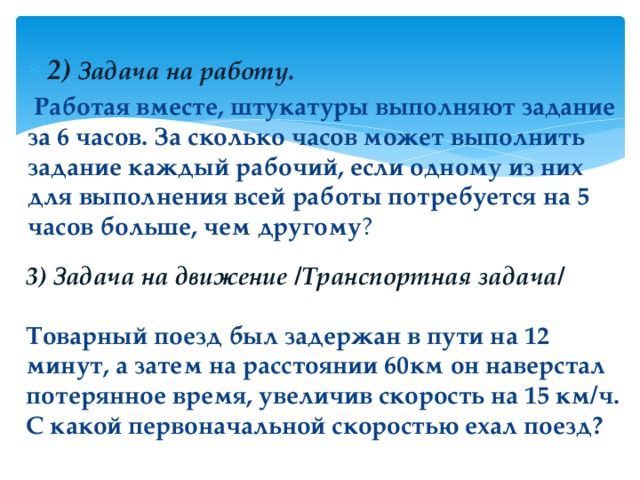 * 2) Задача на работу.
Работая вместе, штукатуры выполняют задание
за 6 часов. За сколько часов может выполнить
задание каждый рабочий, если одному из них
для выполнения всей работы потребуется на 5
часов больше, чем другому?
3) Задача на движение /Транспортная задача/
Товарный поезд был задержан в пути на 12
минут, а затем на расстоянии 60км он наверстал
потерянное время, увеличив скорость на 15 км/ч.
С какой первоначальной скоростью ехал поезд?